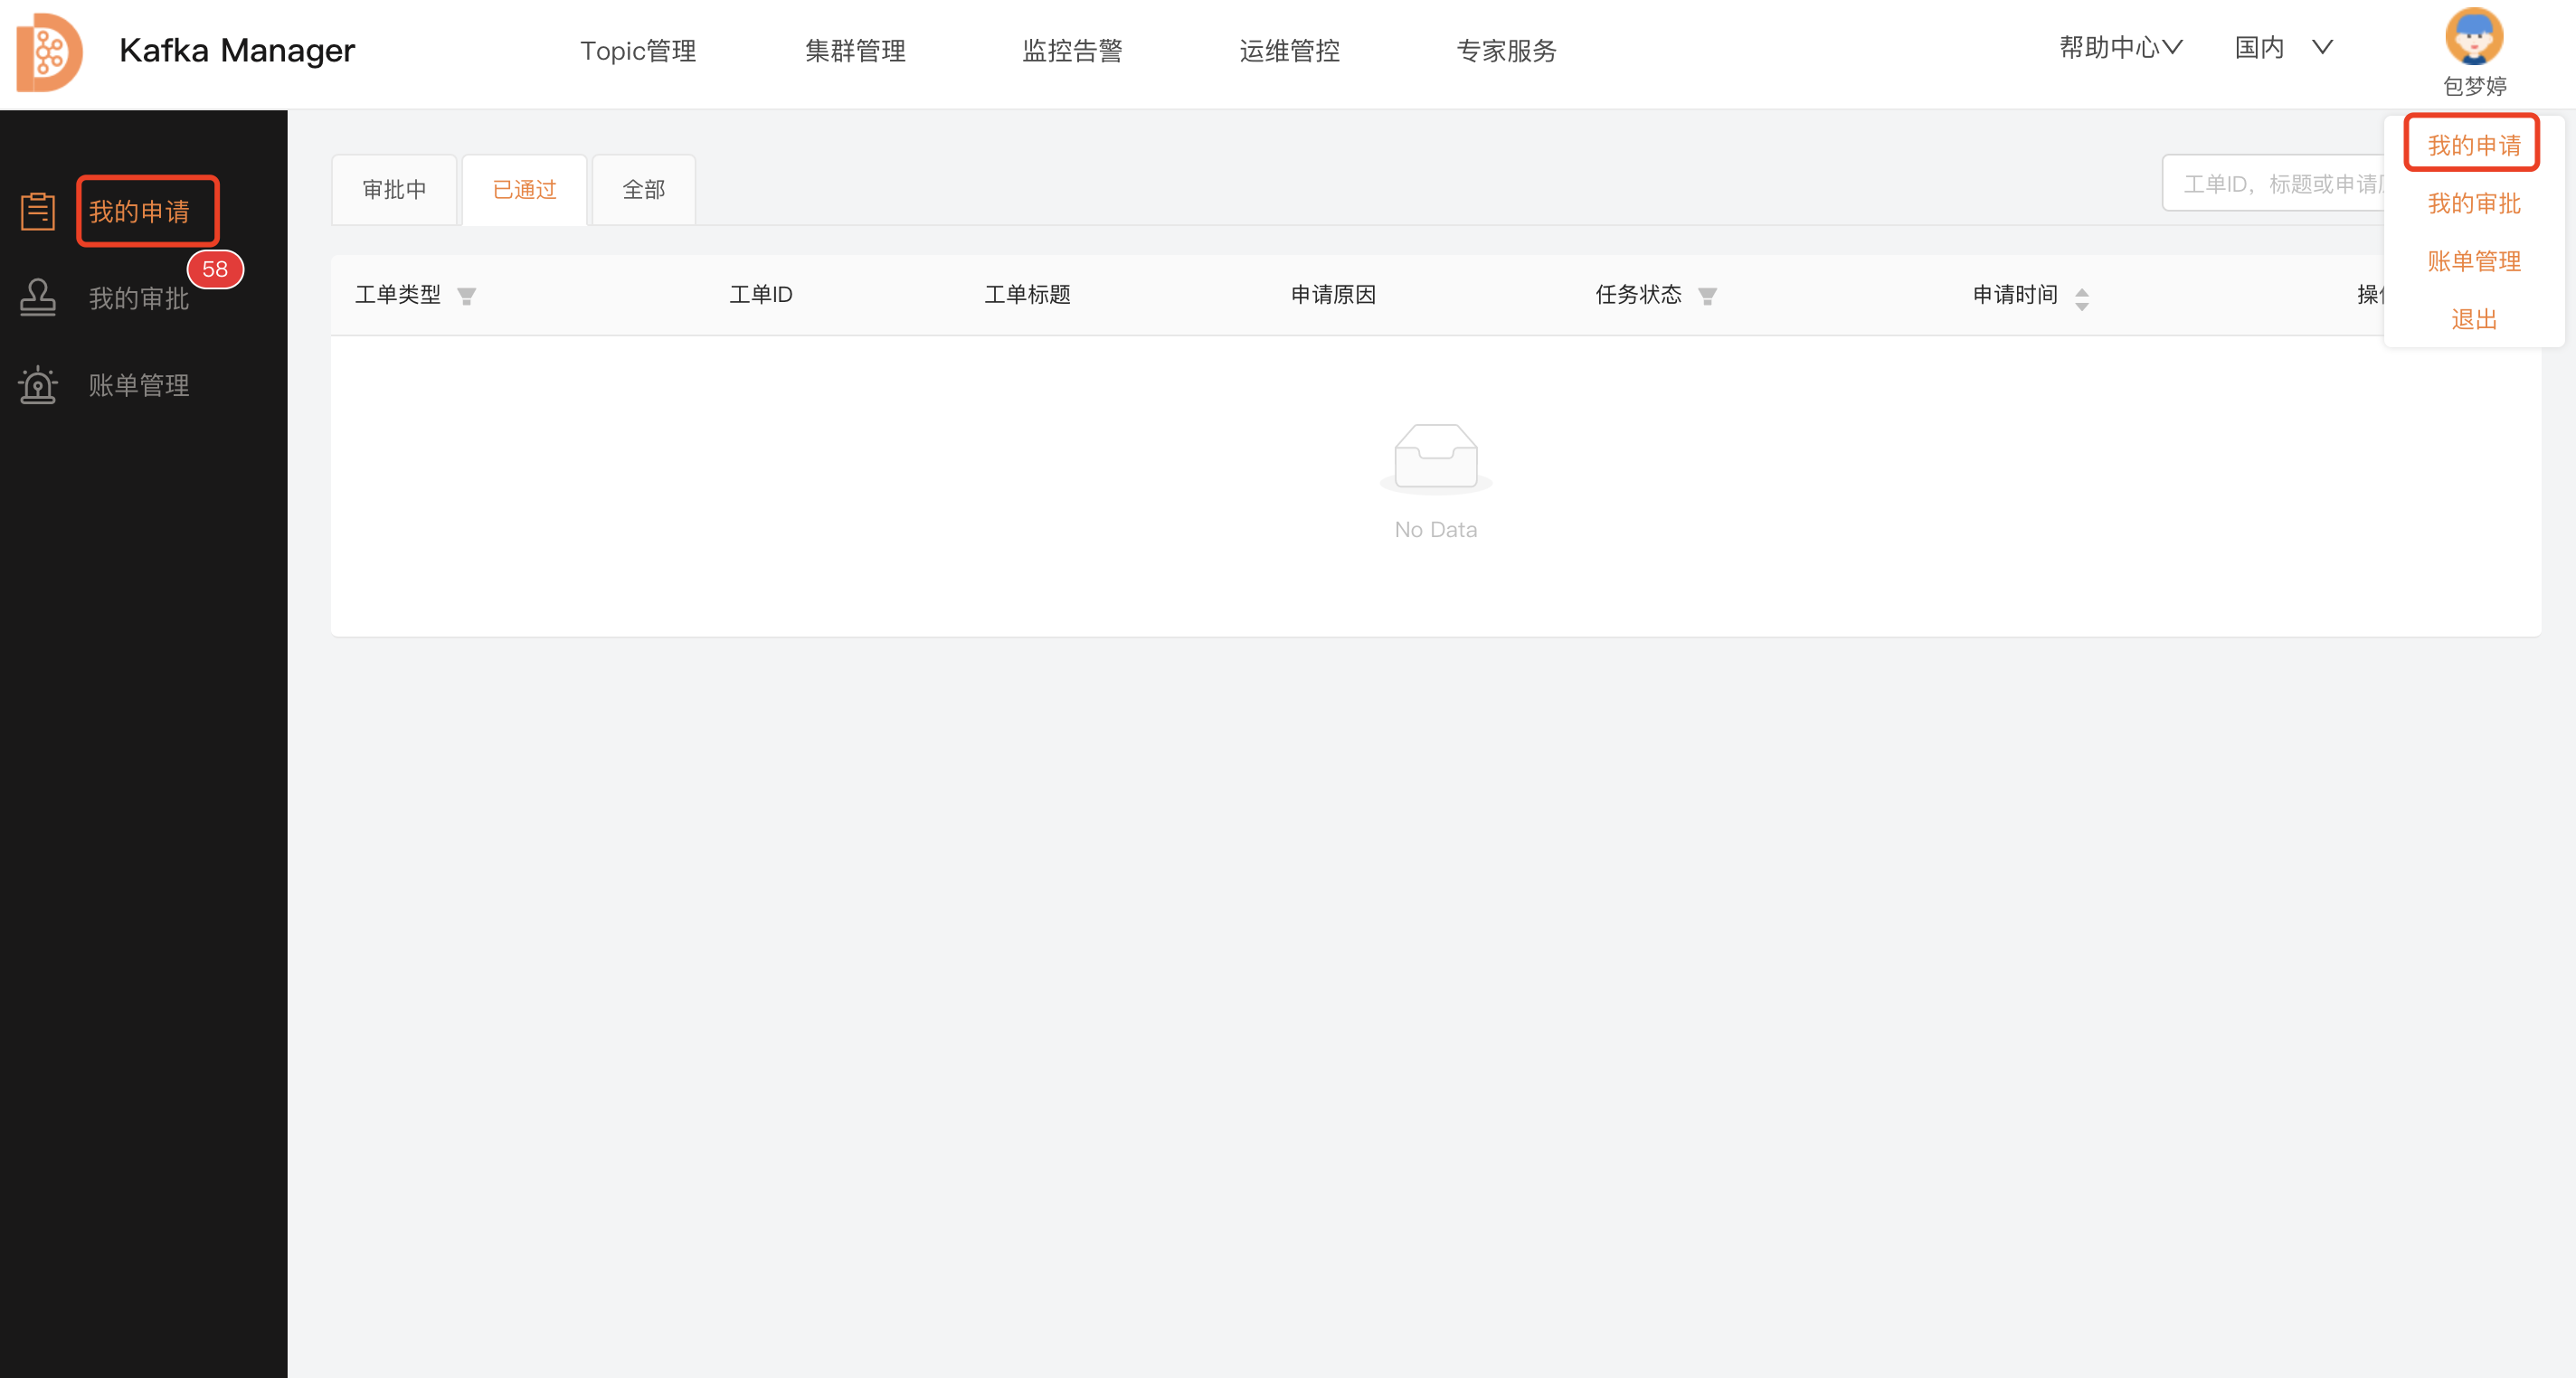 Kafka Manager
Topic管理
集群管理
监控告警
运维管控
专家服务
帮助中心
国内
包梦婷
我的申请
我的审批
账单管理
退出
我的申请
58
我的审批
账单管理
审批中
已通过
全部
工单ID，标题或申请
工单类型
工单ID
工单标题
申请原因
任务状态
申请时间
操
No Data